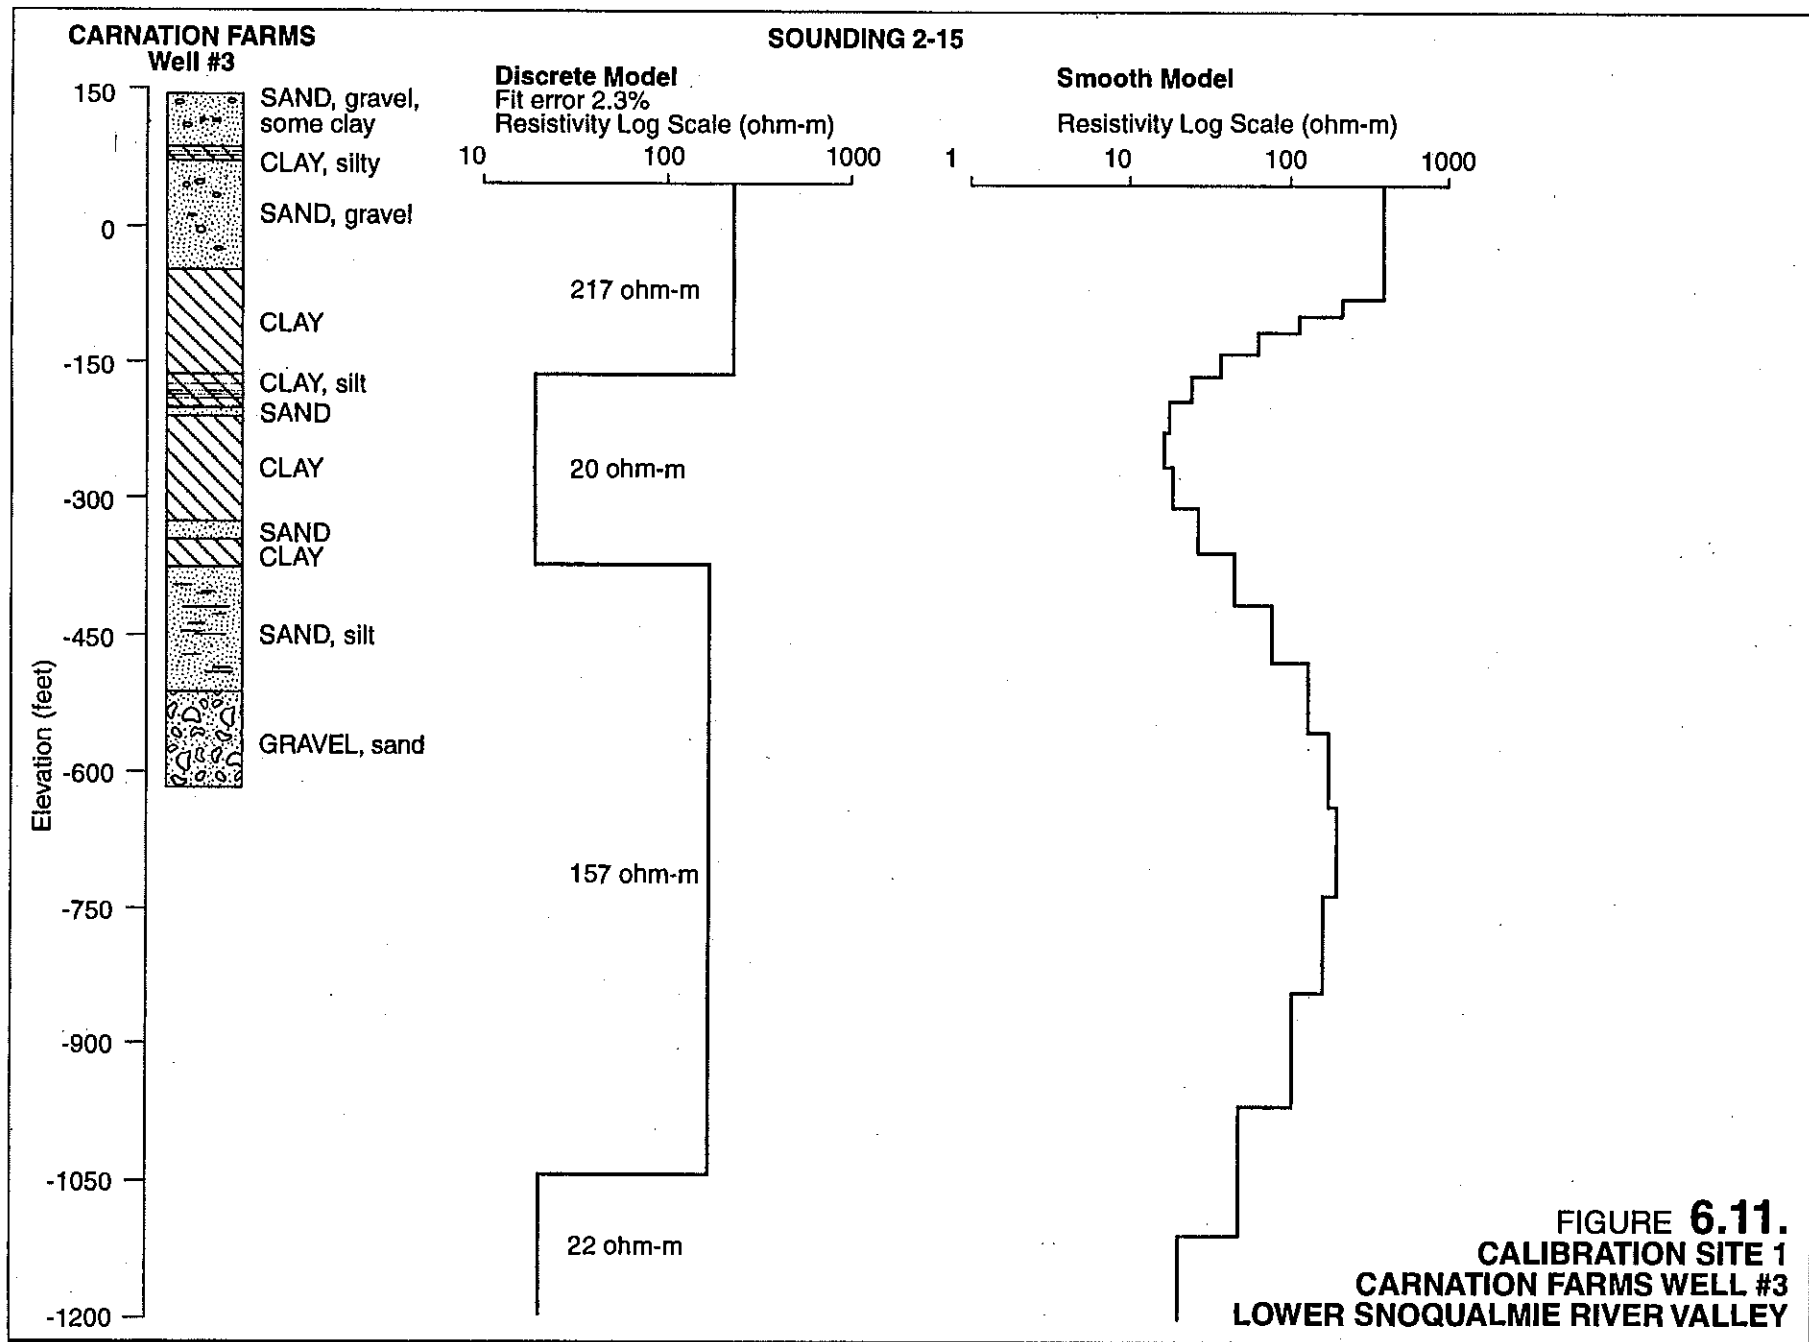 CARNATION FARMS
Well #3
SOUNDING 2-15
Discrete Model
Fit error 2.3%
Resistivity Log Scale (ohm-m)
10 100 1000
Smooth Model
Resistivity Log Scale (ohm-m)
1 10 100 1000
Elevation (feet)
150
0
-150
-300
-450
-600
-750
-900
-1050
-1200
SAND, gravel,
some clay
CLAY, silty
SAND, gravel
CLAY
CLAY, silt
SAND
CLAY
SAND
CLAY
SAND, silt
GRAVEL, sand
217 ohm-m
20 ohm-m
157 ohm-m
22 ohm-m
FIGURE 6.11.
CALIBRATION SITE 1
CARNATION FARMS WELL #3
LOWER SNOQUALMIE RIVER VALLEY